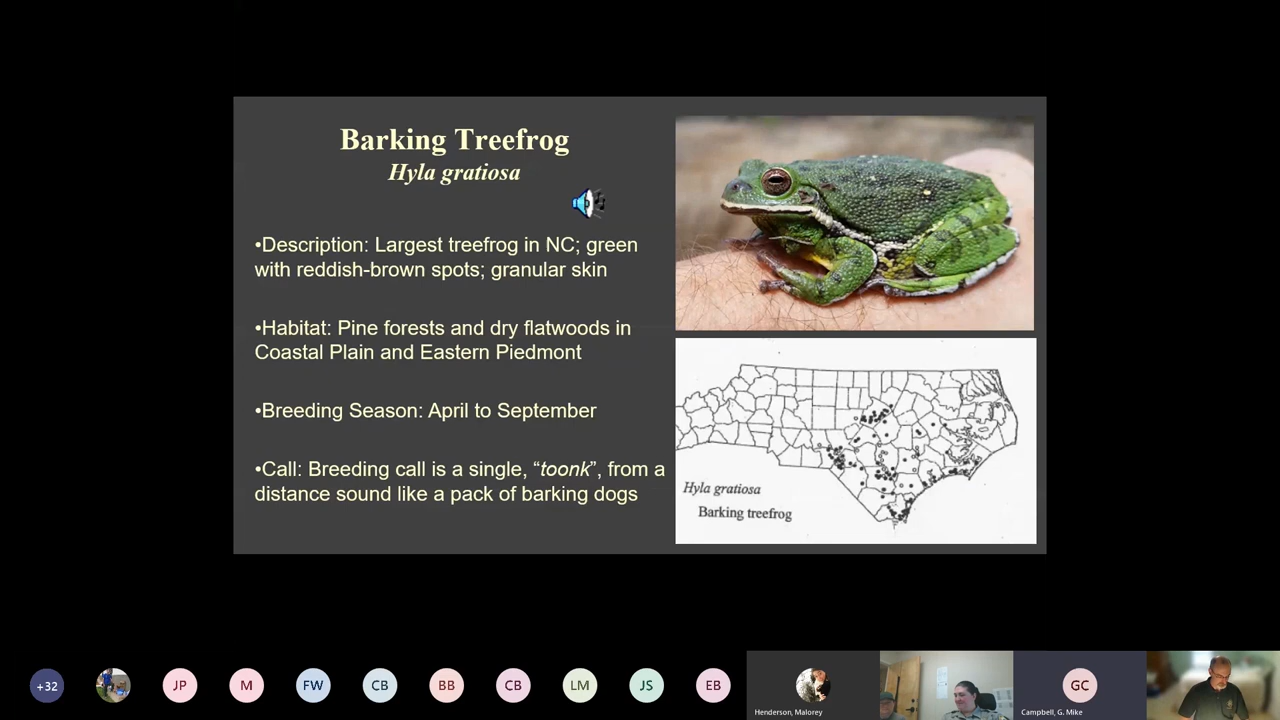 Barking Treefrog
Hyla gratiosa
•Description: Largest treefrog in NC; green
with reddish-brown spots; granular skin
•Habitat: Pine forests and dry flatwoods in
Coastal Plain and Eastern Piedmont
•Breeding Season: April to September
•Call: Breeding call is a single, “toonk”, from a
distance sound like a pack of barking dogs
Hyla gratiosa
Barking treefrog
+32
JP
M
FW
CB
BB
CB
LM
JS
EB
GC
Henderson, Malorey
Campbell, G. Mike